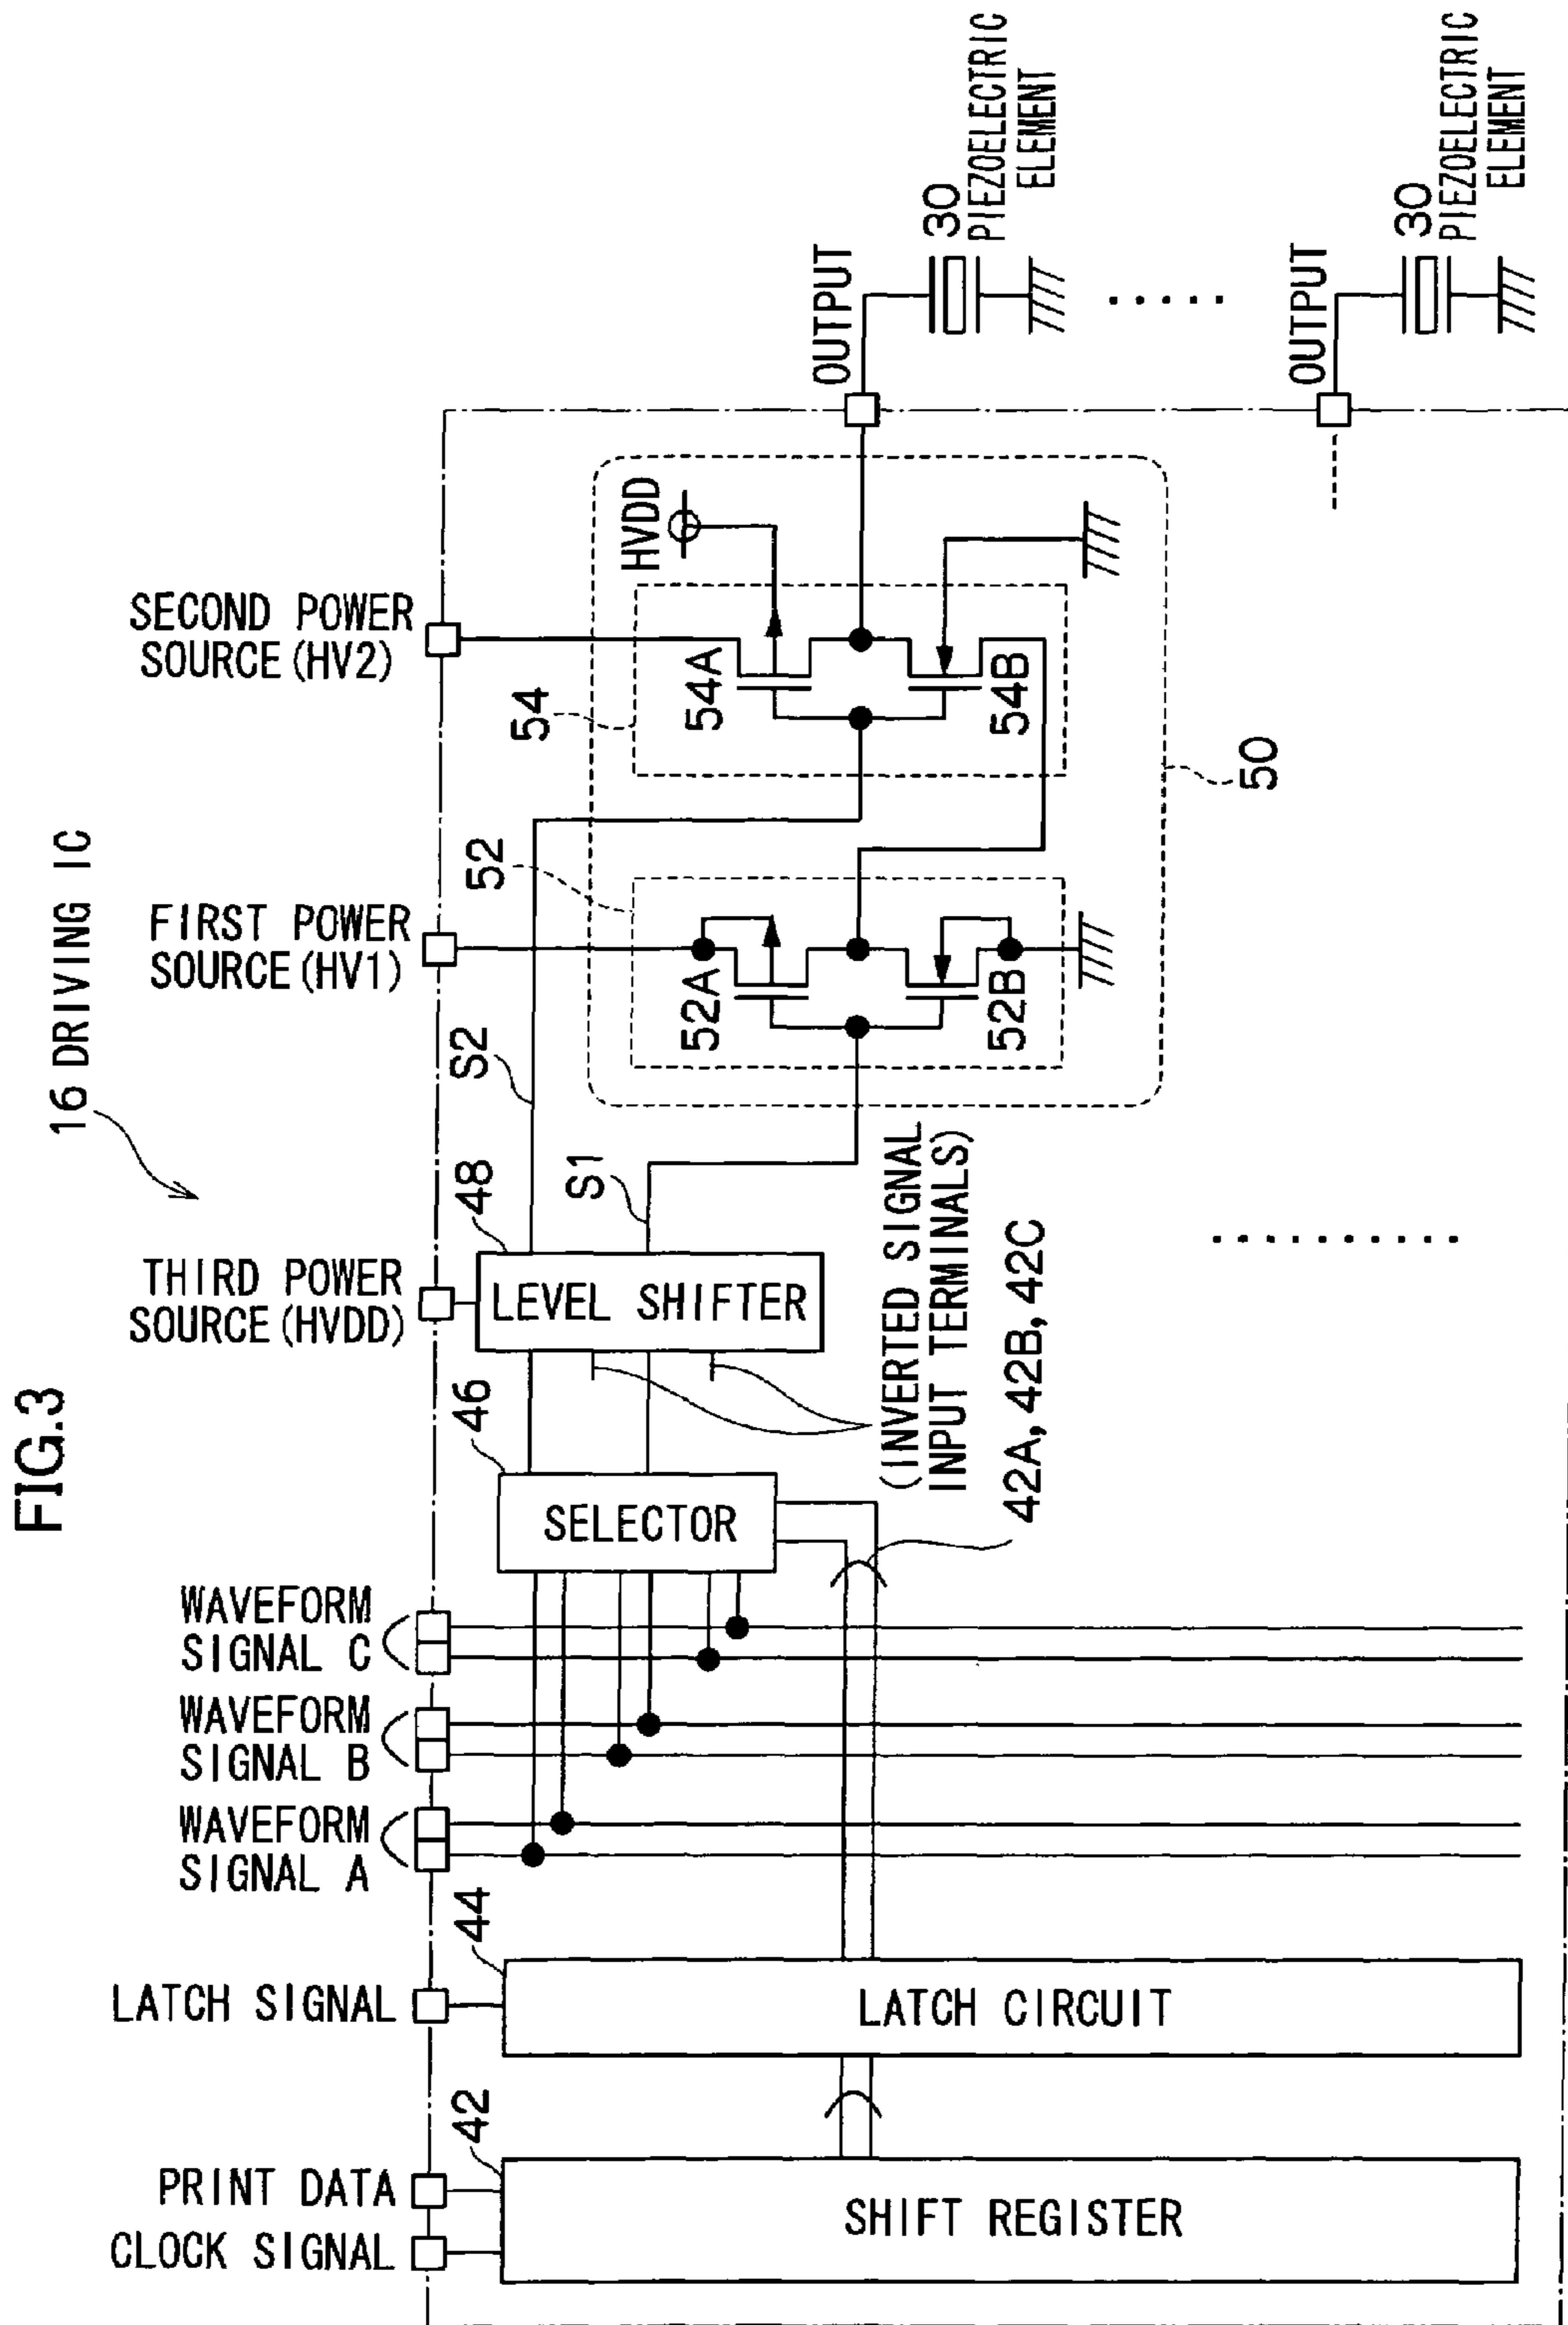 FIG.3
16 DRIVING IC
CLOCK SIGNAL
PRINT DATA
LATCH SIGNAL
WAVEFORM
SIGNAL A
WAVEFORM
SIGNAL B
WAVEFORM
SIGNAL C
THIRD POWER
SOURCE(HVDD)
FIRST POWER
SOURCE(HV1)
SECOND POWER
SOURCE(HV2)
42
SHIFT REGISTER
44
LATCH CIRCUIT
46
SELECTOR
48
LEVEL SHIFTER
S2
S1
(INVERTED SIGNAL
INPUT TERMINALS)
42A, 42B, 42C
52
52A
52B
54
54A
54B
HVDD
50
OUTPUT
30
PIEZOELECTRIC
ELEMENT
OUTPUT
30
PIEZOELECTRIC
ELEMENT